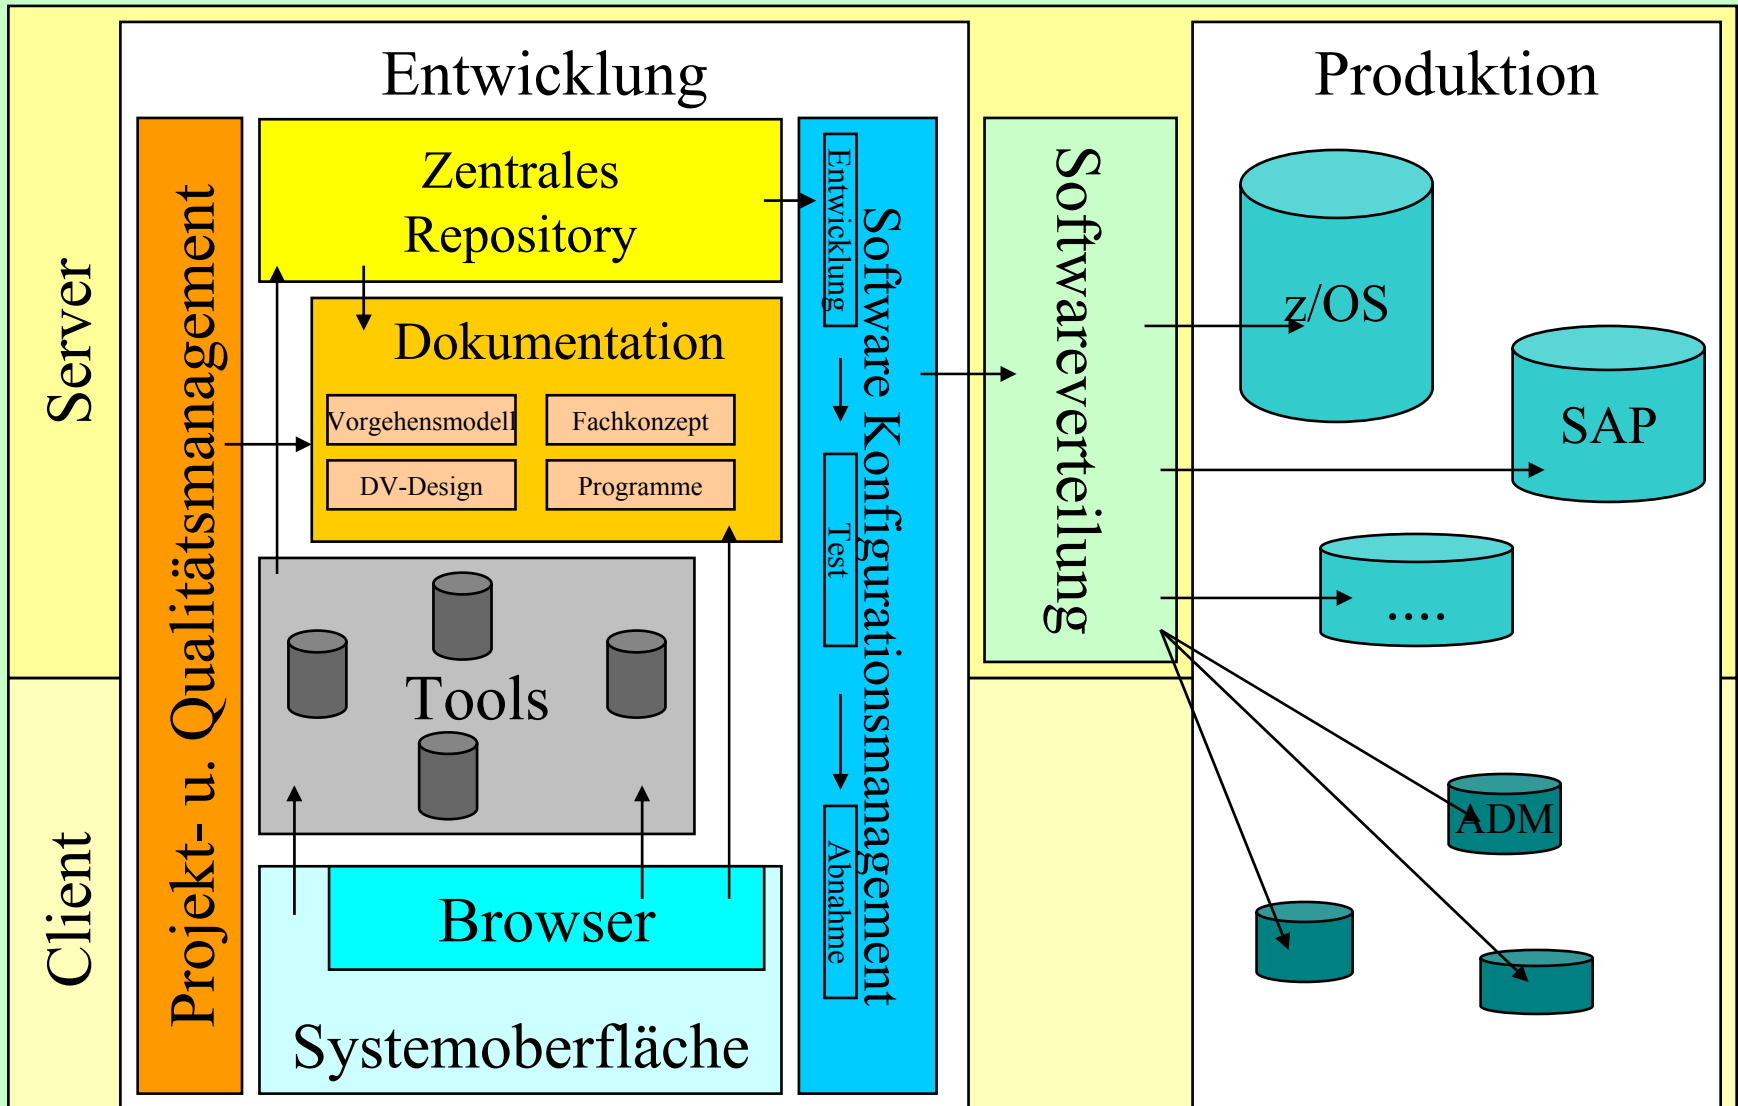 Entwicklung
Produktion
Server
Client
Projekt- u. Qualitätsmanagement
Zentrales
Repository
Dokumentation
Vorgehensmodell
Fachkonzept
DV-Design
Programme
Tools
Browser
Systemoberfläche
Entwicklung
Test
Abnahme
Software Konfigurationsmanagement
Softwareverteilung
z/OS
SAP
....
ADM